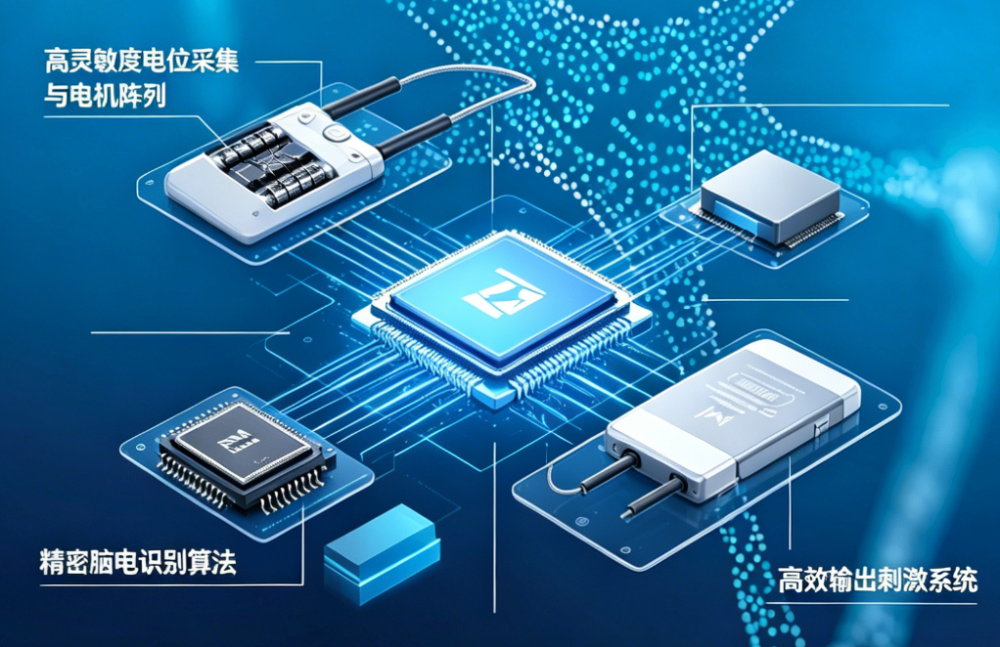 高灵敏度电位采集
与电机阵列
精密脑电识别算法
高效输出刺激系统